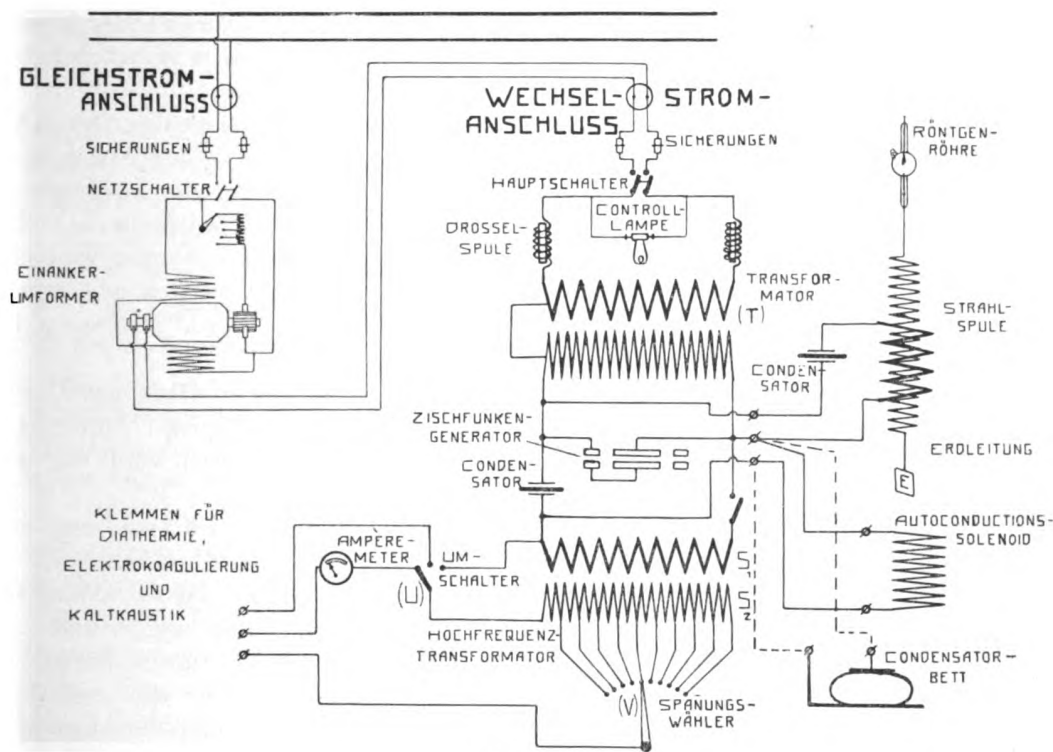 GLEICHSTROM-
ANSCHLUSS
WECHSEL-STROM-
ANSCHLUSS
SICHERUNGEN
SICHERUNGEN
NETZSCHALTER
HAUPTSCHALTER
CONTROLL-
LAMPE
DROSSEL-
SPULE
RÖNTGEN-
RÖHRE
EINANKER-
UMFORMER
TRANSFOR-
MATOR
(T)
STRAHL-
SPULE
CONDEN-
SATOR
ZISCHFUNKEN-
GENERATOR
CONDEN-
SATOR
ERDLEITUNG
E
KLEMMEN FÜR
DIATHERMIE,
ELEKTROKOAGULIERUNG
UND
KALTKAUSTIK
AMPÈRE-
METER
UM-
SCHALTER
(U)
S1
S2
AUTOCONDUCTIONS-
SOLENOID
HOCHFREQUENZ-
TRANSFORMATOR
(V)
SPAÑUNGS-
WÄHLER
CONDENSATOR-
BETT